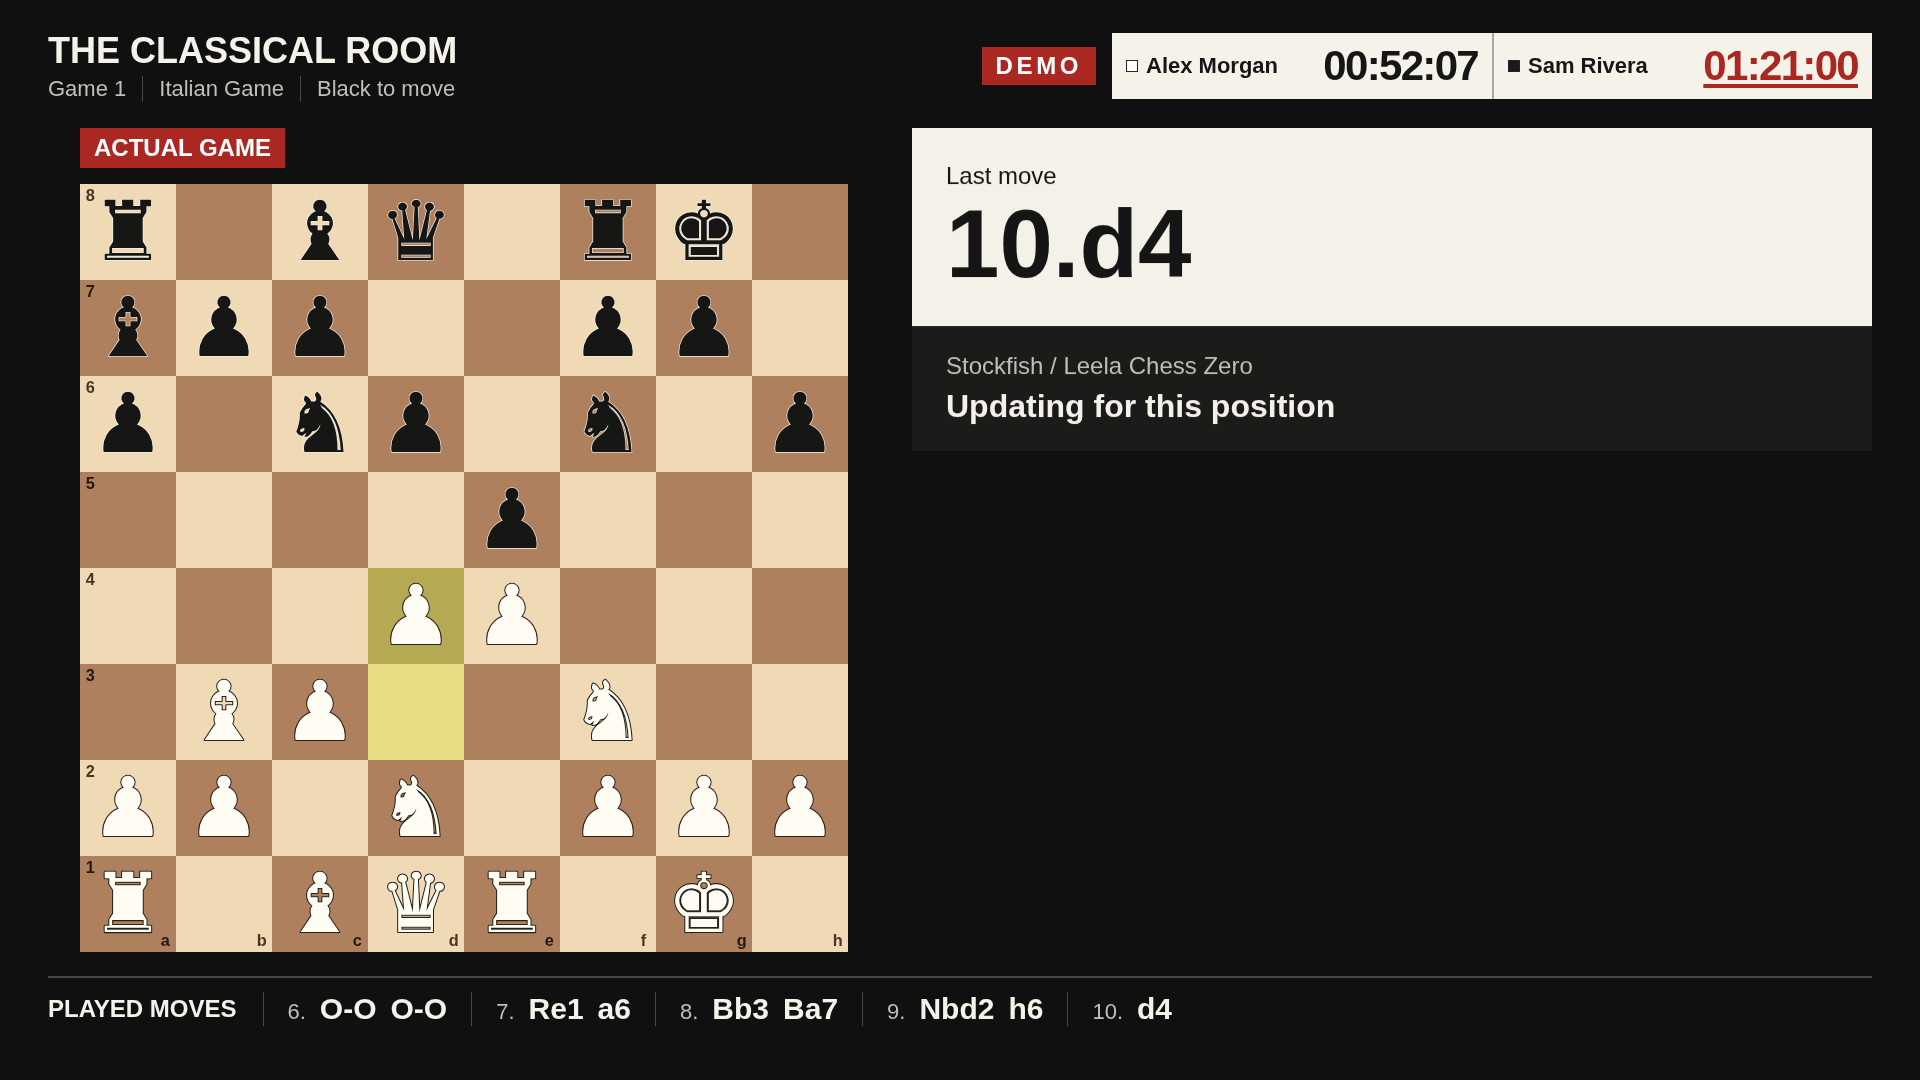 THE CLASSICAL ROOM
Game 1 Italian Game Black to move
DEMO
Alex Morgan 00:52:07
Sam Rivera 01:21:00
ACTUAL GAME
8
7
6
5
4
3
2
1
a b c d e f g h
Last move
10.d4
Stockfish / Leela Chess Zero
Updating for this position
PLAYED MOVES 6. O-O O-O 7. Re1 a6 8. Bb3 Ba7 9. Nbd2 h6 10. d4